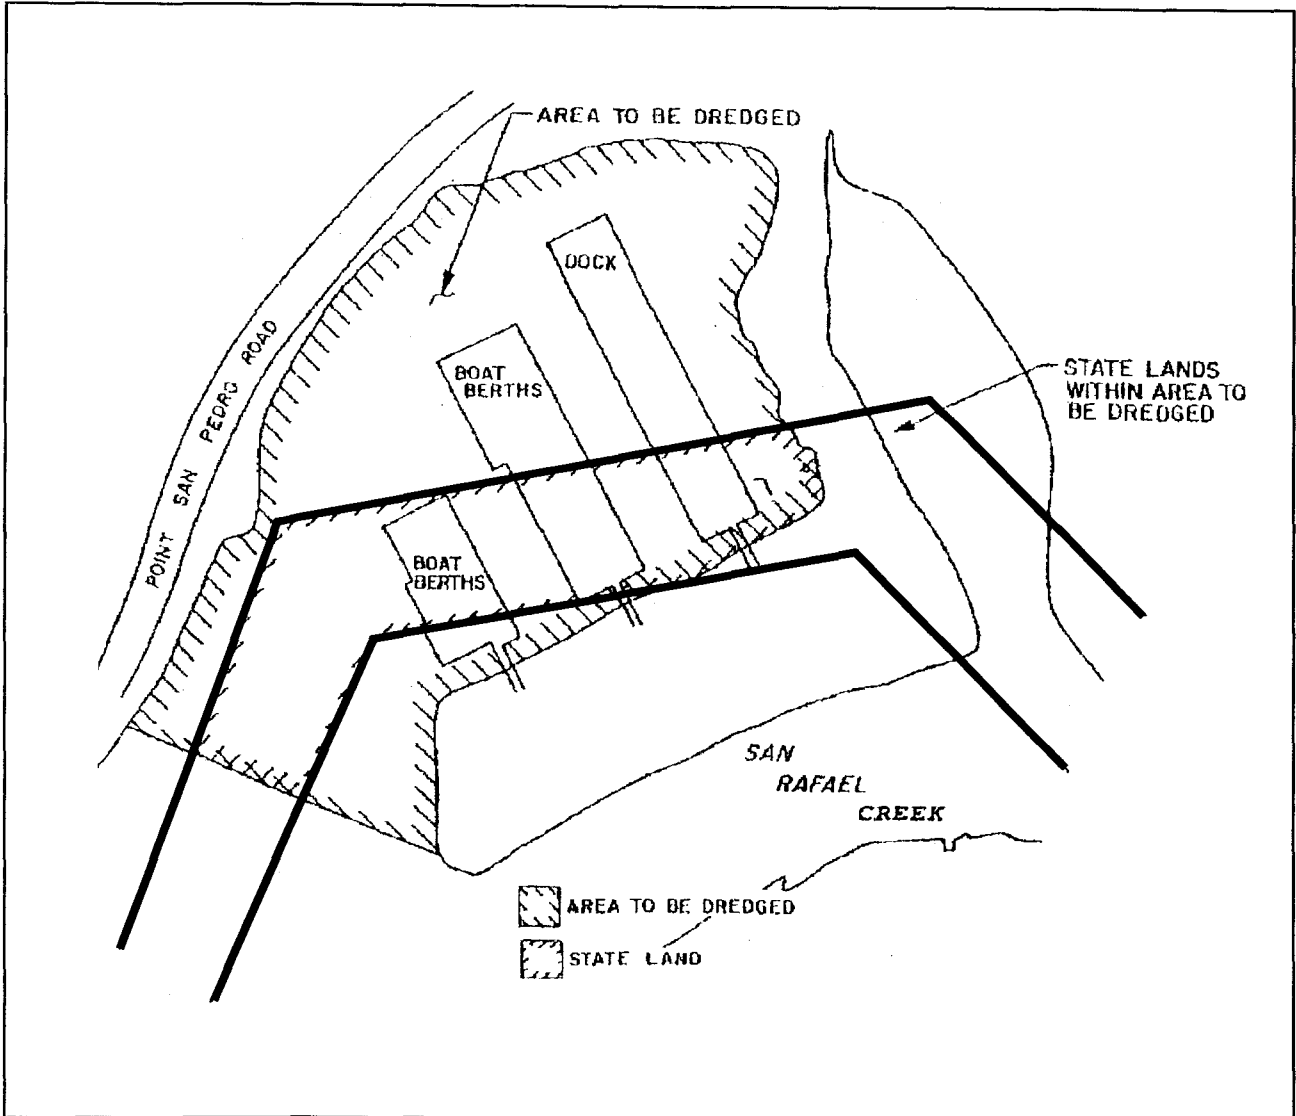 AREA TO BE DREDGED
DOCK
POINT SAN PEDRO ROAD
BOAT
BERTHS
STATE LANDS
WITHIN AREA TO
BE DREDGED
BOAT
BERTHS
SAN
RAFAEL
CREEK
AREA TO BE DREDGED
STATE LAND